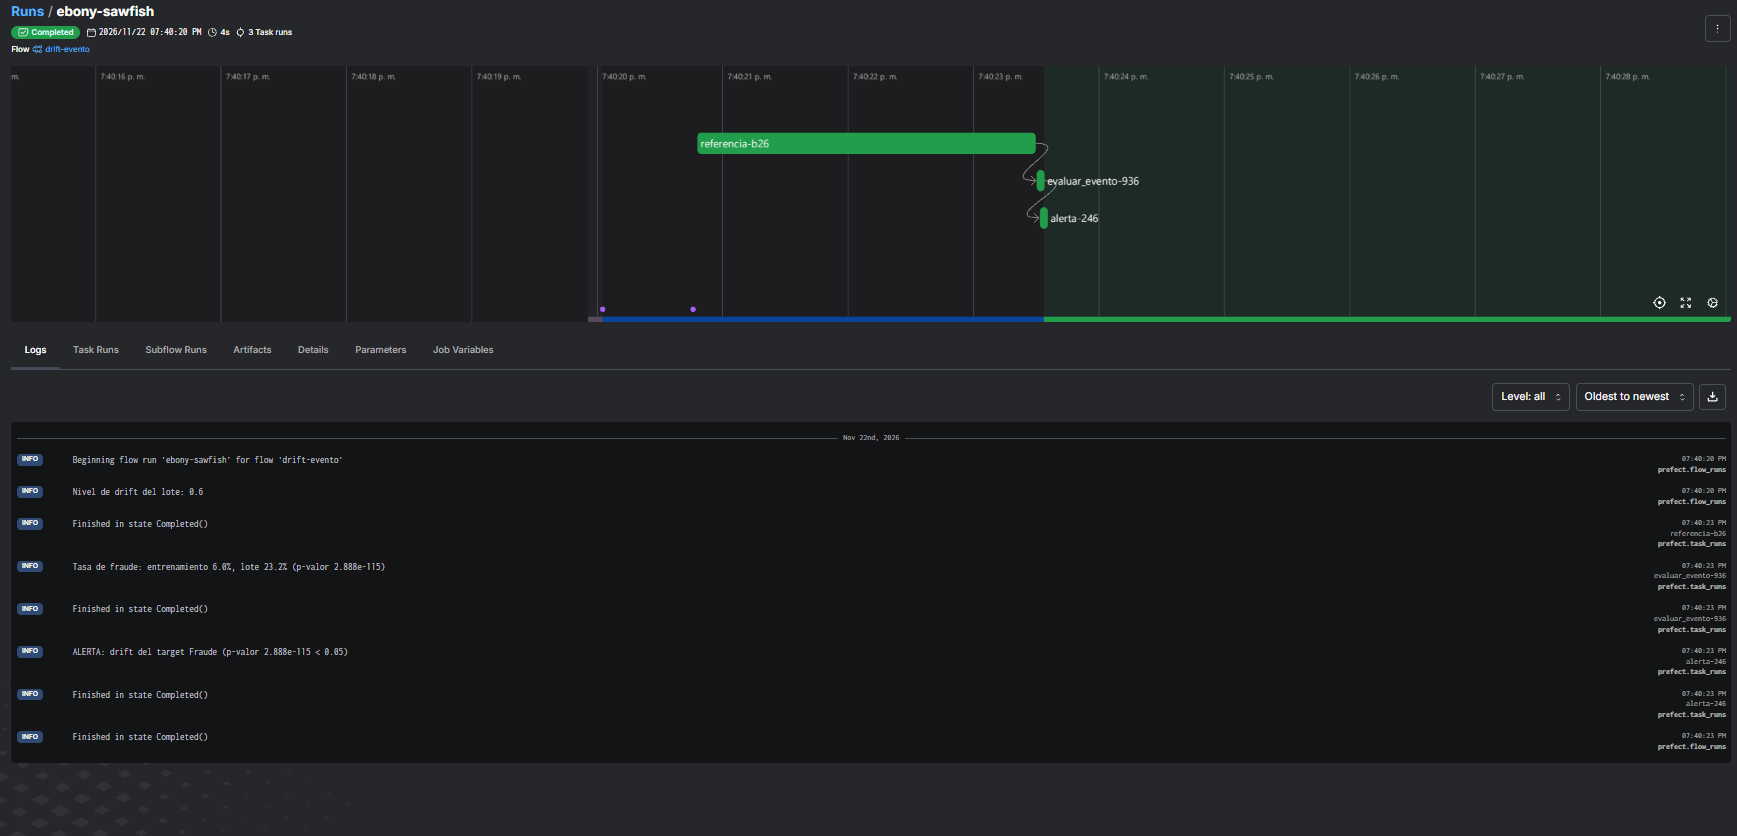 Runs / ebony-sawfish
Completed 2026/11/22 07:40:20 PM 4s 3 Task runs
Flow drift-evento
m. 7:40:16 p. m. 7:40:17 p. m. 7:40:18 p. m. 7:40:19 p. m. 7:40:20 p. m. 7:40:21 p. m. 7:40:22 p. m. 7:40:23 p. m. 7:40:24 p. m. 7:40:25 p. m. 7:40:26 p. m. 7:40:27 p. m. 7:40:28 p. m.
referencia-b26
evaluar_evento-936
alerta-246
Logs Task Runs Subflow Runs Artifacts Details Parameters Job Variables
Level: all Oldest to newest
Nov 22nd, 2026
INFO Beginning flow run 'ebony-sawfish' for flow 'drift-evento' 07:40:20 PM
prefect.flow_runs
INFO Nivel de drift del lote: 0.6 07:40:20 PM
prefect.flow_runs
INFO Finished in state Completed() 07:40:23 PM
referencia-b26
prefect.task_runs
INFO Tasa de fraude: entrenamiento 6.0%, lote 23.2% (p-valor 2.888e-115) 07:40:23 PM
evaluar_evento-936
prefect.task_runs
INFO Finished in state Completed() 07:40:23 PM
evaluar_evento-936
prefect.task_runs
INFO ALERTA: drift del target Fraude (p-valor 2.888e-115 < 0.05) 07:40:23 PM
alerta-246
prefect.task_runs
INFO Finished in state Completed() 07:40:23 PM
alerta-246
prefect.task_runs
INFO Finished in state Completed() 07:40:23 PM
prefect.flow_runs